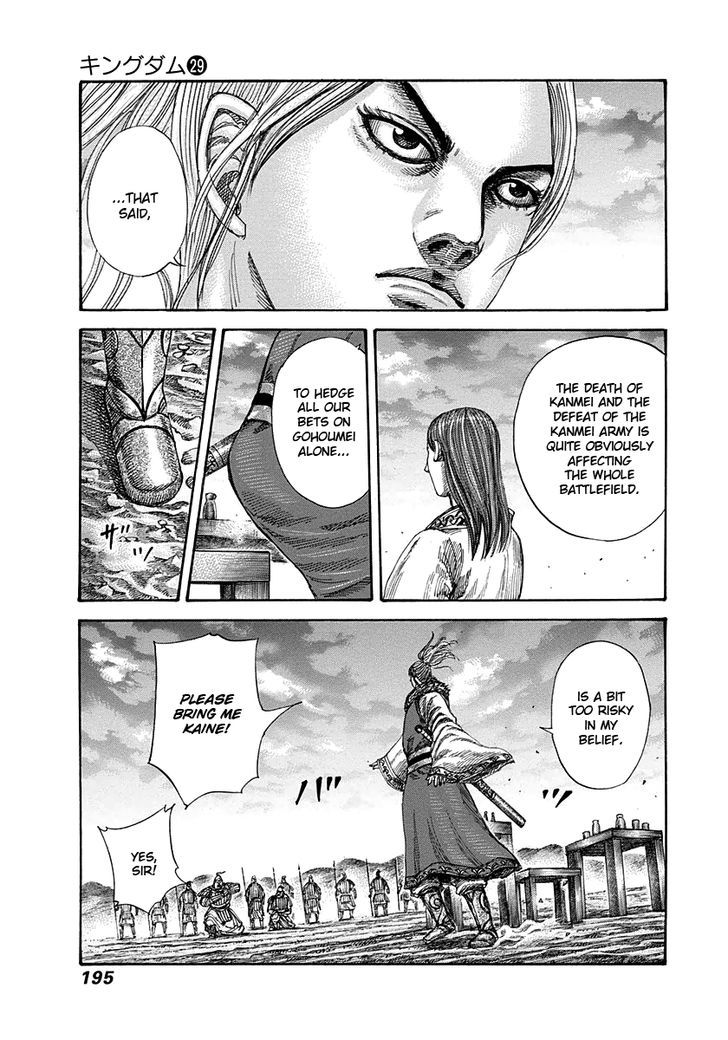 キングダム㉙
...THAT
SAID,
THE DEATH OF
KANMEI AND THE
DEFEAT OF THE
KANMEI ARMY IS
QUITE OBVIOUSLY
AFFECTING
THE WHOLE
BATTLEFIELD.
TO HEDGE
ALL OUR
BETS ON
GOHOUMEI
ALONE...
ザッ
IS A BIT
TOO RISKY
IN MY
BELIEF.
PLEASE
BRING ME
KAINE!
バッ
YES,
SIR!
195